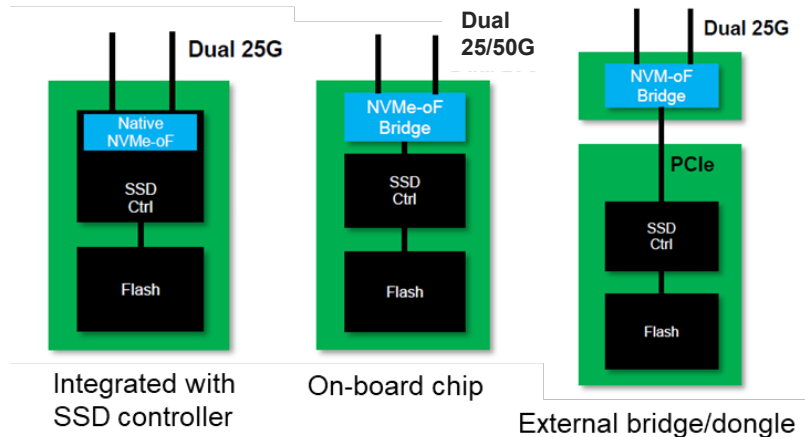 Dual 25G
Native
NVMe-oF
SSD
Ctrl
Flash
Integrated with
SSD controller
Dual
25/50G
NVMe-oF
Bridge
SSD
Ctrl
Flash
On-board chip
Dual 25G
NVM-oF
Bridge
PCIe
SSD
Ctrl
Flash
External bridge/dongle